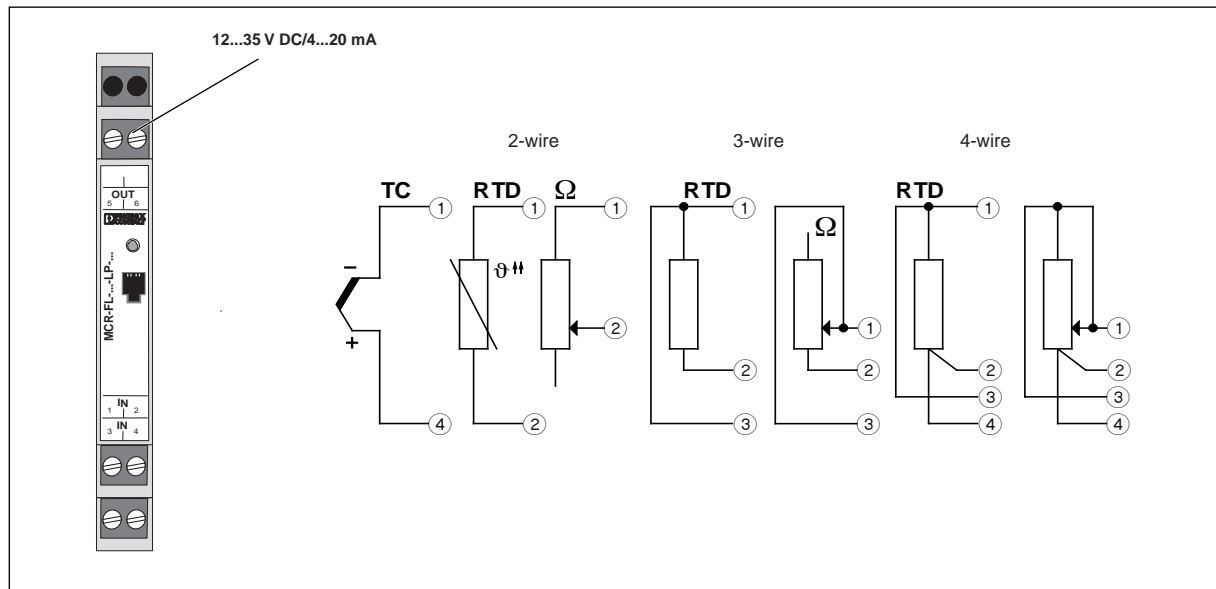 12...35 V DC/4...20 mA
OUT
5 6
MCR-FL-...-LP-...
1 IN 2
3 IN 4
2-wire
3-wire
4-wire
TC
RTD
Ω
RTD
RTD
1
1
1
1
1
ϑ
Ω
–
+
2
1
1
2
2
2
2
3
3
4
2
3
3
4
4